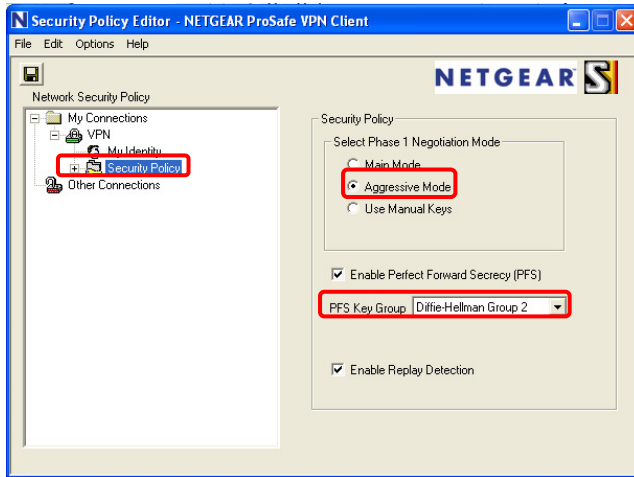 Security Policy Editor - NETGEAR ProSafe VPN Client
File Edit Options Help
NETGEAR
Network Security Policy
My Connections
VPN
My Identity
Security Policy
Other Connections
Security Policy
Select Phase 1 Negotiation Mode
Main Mode
Aggressive Mode
Use Manual Keys
Enable Perfect Forward Secrecy (PFS)
PFS Key Group Diffie-Hellman Group 2
Enable Replay Detection